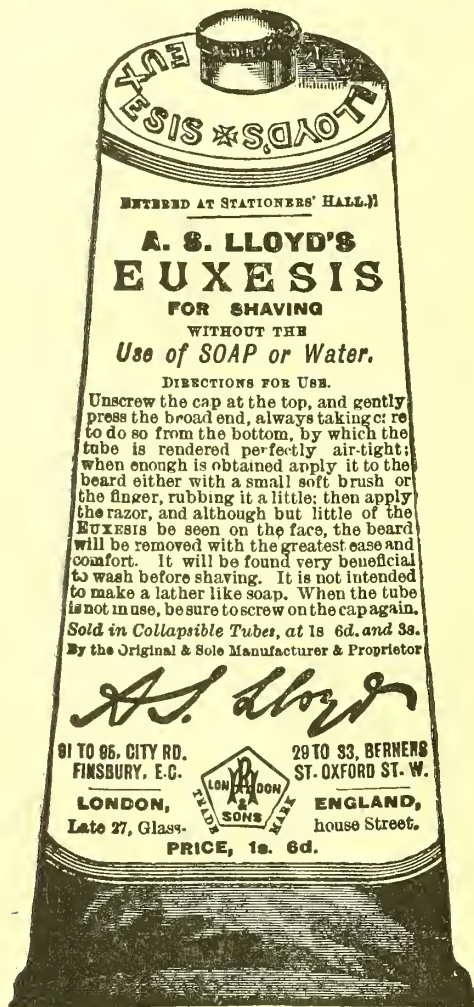 LLOYD'S EUXESIS
ENTERED AT STATIONERS' HALL.
A. S. LLOYD'S
EUXESIS
FOR SHAVING
WITHOUT THE
Use of SOAP or Water.
DIRECTIONS FOR USE.
Unscrew the cap at the top, and gently
press the broad end, always taking care
to do so from the bottom, by which the
tube is rendered perfectly air-tight;
when enough is obtained apply it to the
beard either with a small soft brush or
the finger, rubbing it a little; then apply
the razor, and although but little of the
EUXESIS be seen on the face, the beard
will be removed with the greatest ease and
comfort. It will be found very beneficial
to wash before shaving. It is not intended
to make a lather like soap. When the tube
is not in use, be sure to screw on the cap again.
Sold in Collapsible Tubes, at 1s 6d. and 3s.
By the Original & Sole Manufacturer & Proprietor
A.S. Lloyd
91 TO 95, CITY RD.
FINSBURY, E.C.
LONDON,
Late 27, Glass-
LONDON
& SONS
TRADE MARK
29 TO 33, BERNERS
ST. OXFORD ST. W.
ENGLAND,
house Street.
PRICE, 1s. 6d.